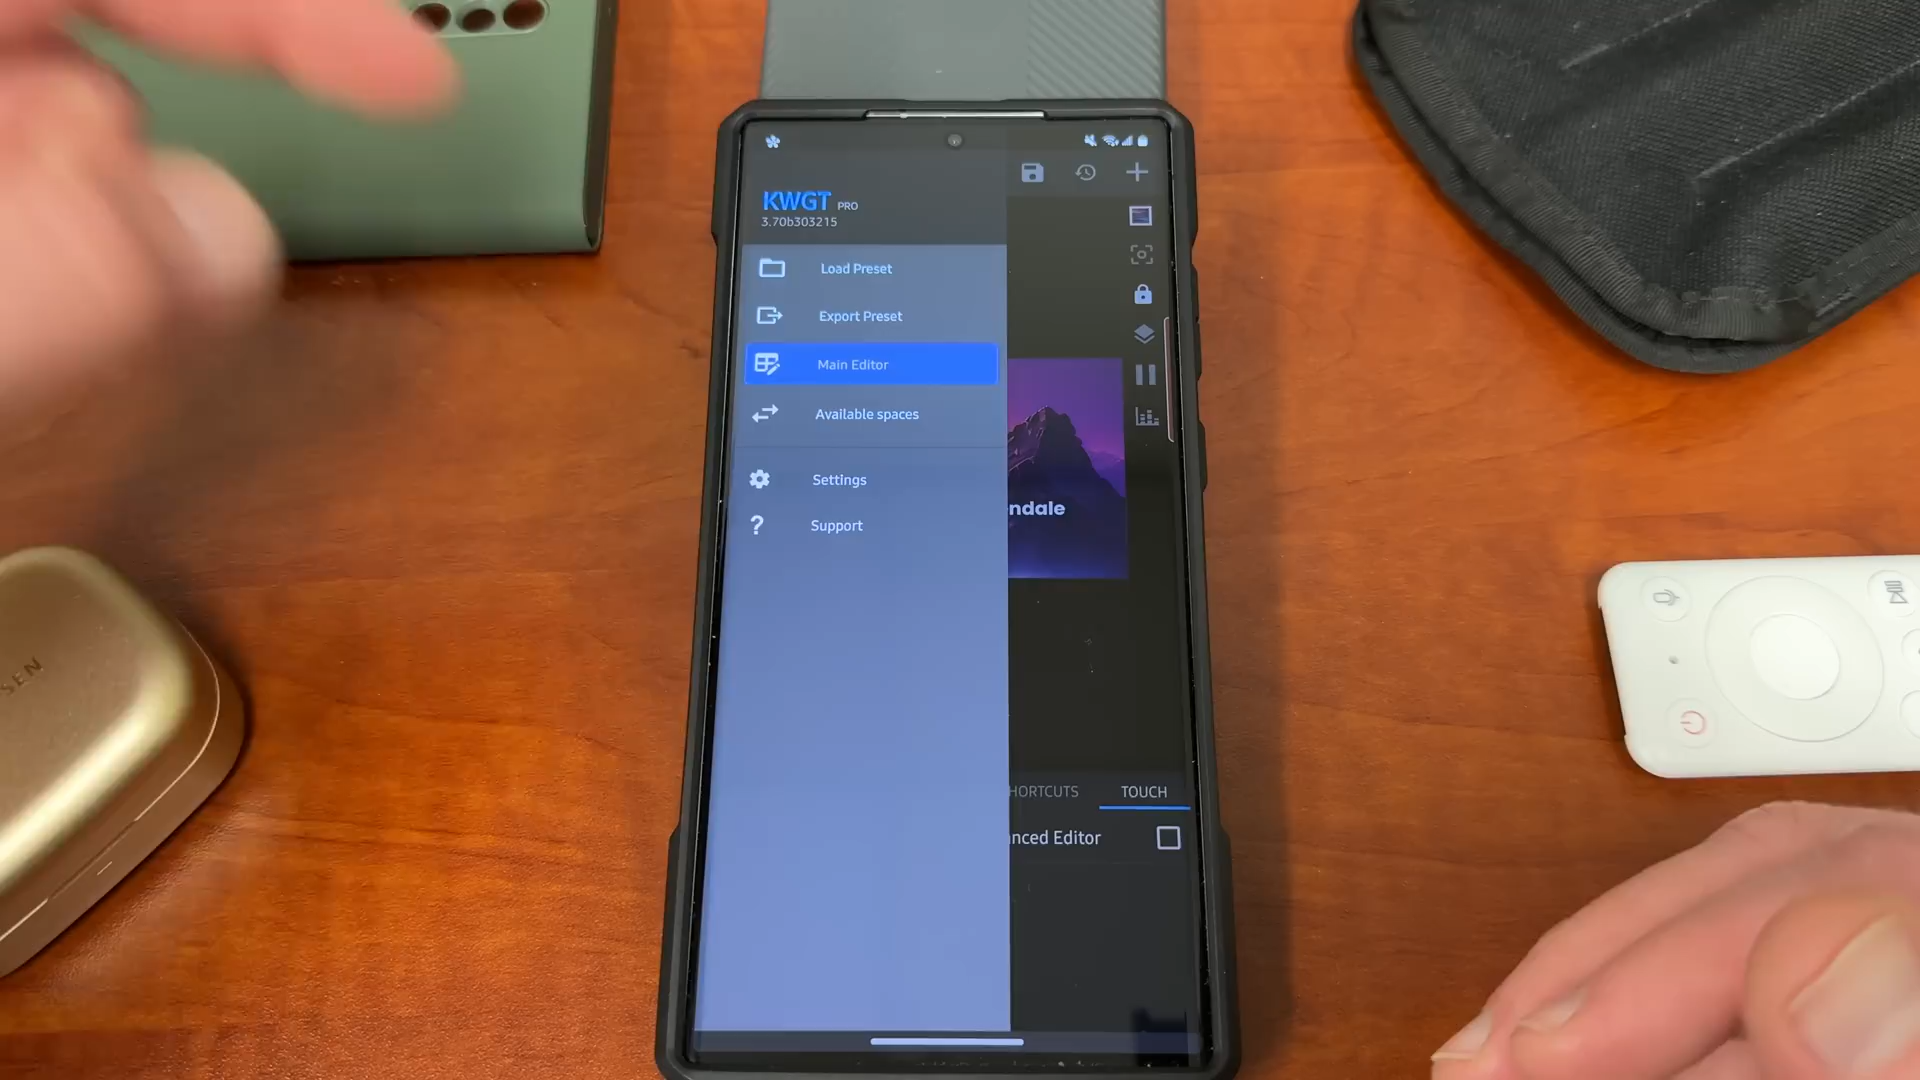 KWGT PRO
3.70b303215
Load Preset
Export Preset
Main Editor
Available spaces
Settings
Support
ndale
HORTCUTS TOUCH
nced Editor
SEN